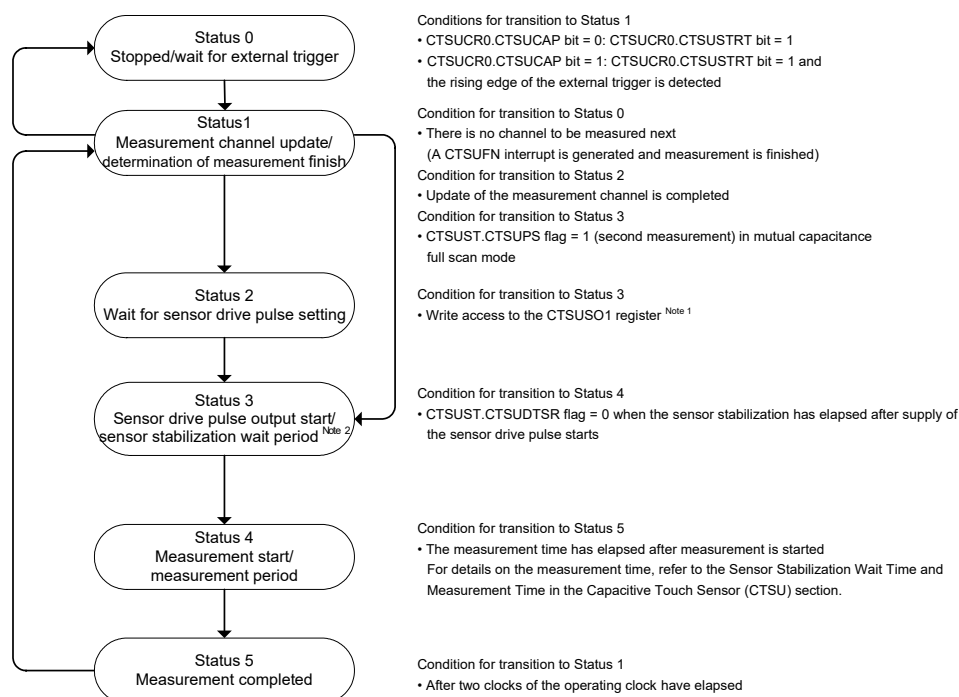 Status 0
Stopped/wait for external trigger
Conditions for transition to Status 1
• CTSUCR0.CTSUCAP bit = 0: CTSUCR0.CTSUSTRT bit = 1
• CTSUCR0.CTSUCAP bit = 1: CTSUCR0.CTSUSTRT bit = 1 and
the rising edge of the external trigger is detected
Status1
Measurement channel update/
determination of measurement finish
Condition for transition to Status 0
• There is no channel to be measured next
(A CTSUFN interrupt is generated and measurement is finished)
Condition for transition to Status 2
• Update of the measurement channel is completed
Condition for transition to Status 3
• CTSUST.CTSUPS flag = 1 (second measurement) in mutual capacitance
full scan mode
Status 2
Wait for sensor drive pulse setting
Condition for transition to Status 3
• Write access to the CTSUSO1 register Note 1
Status 3
Sensor drive pulse output start/
sensor stabilization wait period Note 2
Condition for transition to Status 4
• CTSUST.CTSUDTSR flag = 0 when the sensor stabilization has elapsed after supply of
the sensor drive pulse starts
Status 4
Measurement start/
measurement period
Condition for transition to Status 5
• The measurement time has elapsed after measurement is started
For details on the measurement time, refer to the Sensor Stabilization Wait Time and
Measurement Time in the Capacitive Touch Sensor (CTSU) section.
Status 5
Measurement completed
Condition for transition to Status 1
• After two clocks of the operating clock have elapsed